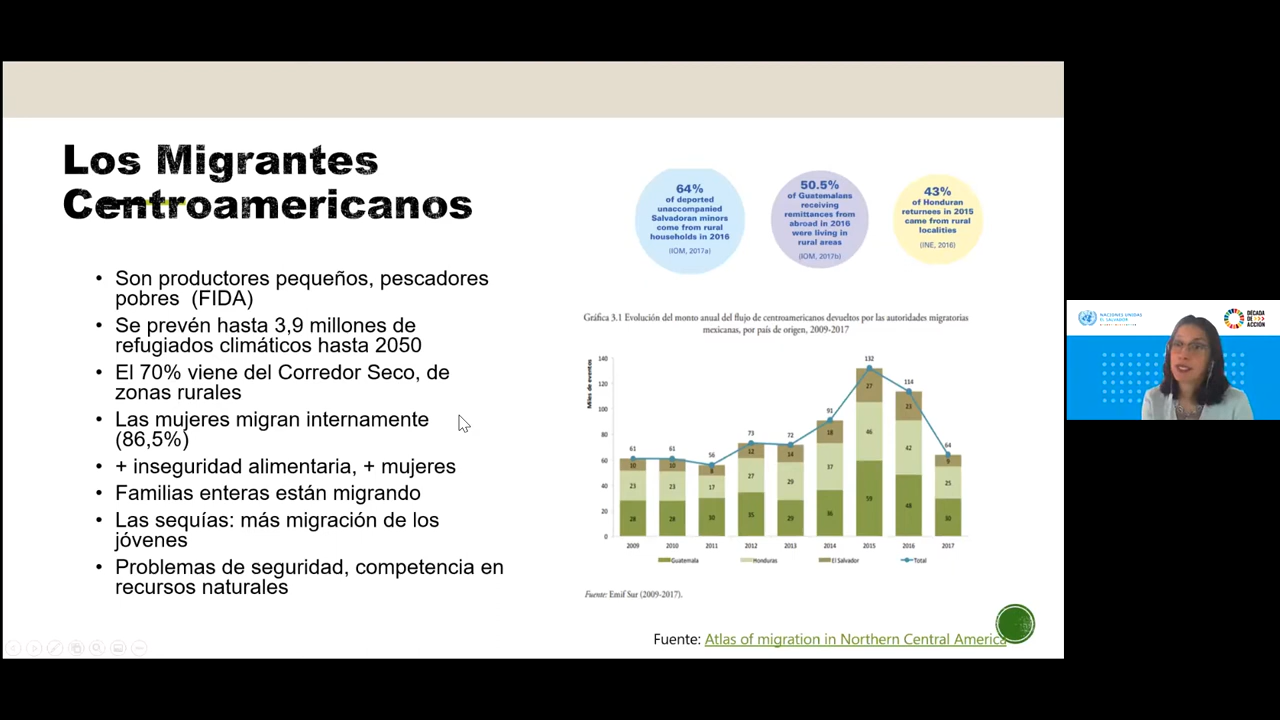 Los Migrantes
Centroamericanos
• Son productores pequeños, pescadores
pobres (FIDA)
• Se prevén hasta 3,9 millones de
refugiados climáticos hasta 2050
• El 70% viene del Corredor Seco, de
zonas rurales
• Las mujeres migran internamente
(86,5%)
• + inseguridad alimentaria, + mujeres
• Familias enteras están migrando
• Las sequías: más migración de los
jóvenes
• Problemas de seguridad, competencia en
recursos naturales
64%
of deported
unaccompanied
Salvadoran minors
come from rural
households in 2016
(IOM, 2017a)
50.5%
of Guatemalans
receiving
remittances from
abroad in 2016
were living in
rural areas
(IOM, 2017b)
43%
of Honduran
returnees in 2015
came from rural
localities
(INE, 2016)
Gráfica 3.1 Evolución del monto anual del flujo de centroamericanos devueltos por las autoridades migratorias
mexicanas, por país de origen, 2009-2017
Miles de eventos
140
120
100
80
60
40
20
0
61 61 56 73 72 91 132 114 64
10 10 8 12 14 18 27 21 9
23 23 17 27 29 37 46 42 25
28 28 30 35 29 36 59 48 30
2009 2010 2011 2012 2013 2014 2015 2016 2017
Guatemala Honduras El Salvador Total
Fuente: Emif Sur (2009-2017).
Fuente: Atlas of migration in Northern Central America
NACIONES UNIDAS
EL SALVADOR
DÉCADA
DE
ACCIÓN